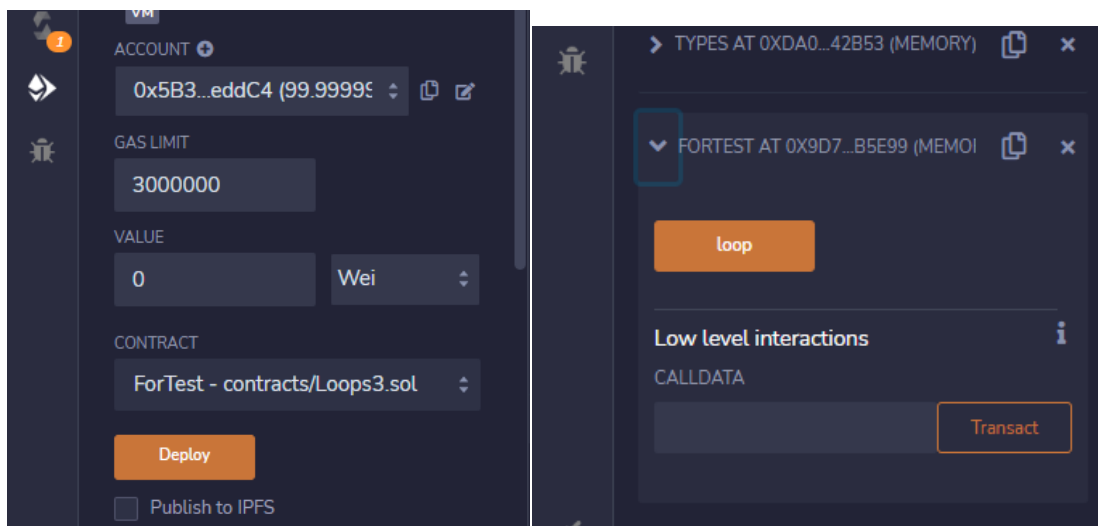 VM
1
ACCOUNT
0x5B3...eddC4 (99.99999
GAS LIMIT
3000000
VALUE
0
Wei
CONTRACT
ForTest - contracts/Loops3.sol
Deploy
Publish to IPFS
TYPES AT 0XDA0...42B53 (MEMORY)
FORTEST AT 0X9D7...B5E99 (MEMOI
loop
Low level interactions
CALLDATA
Transact